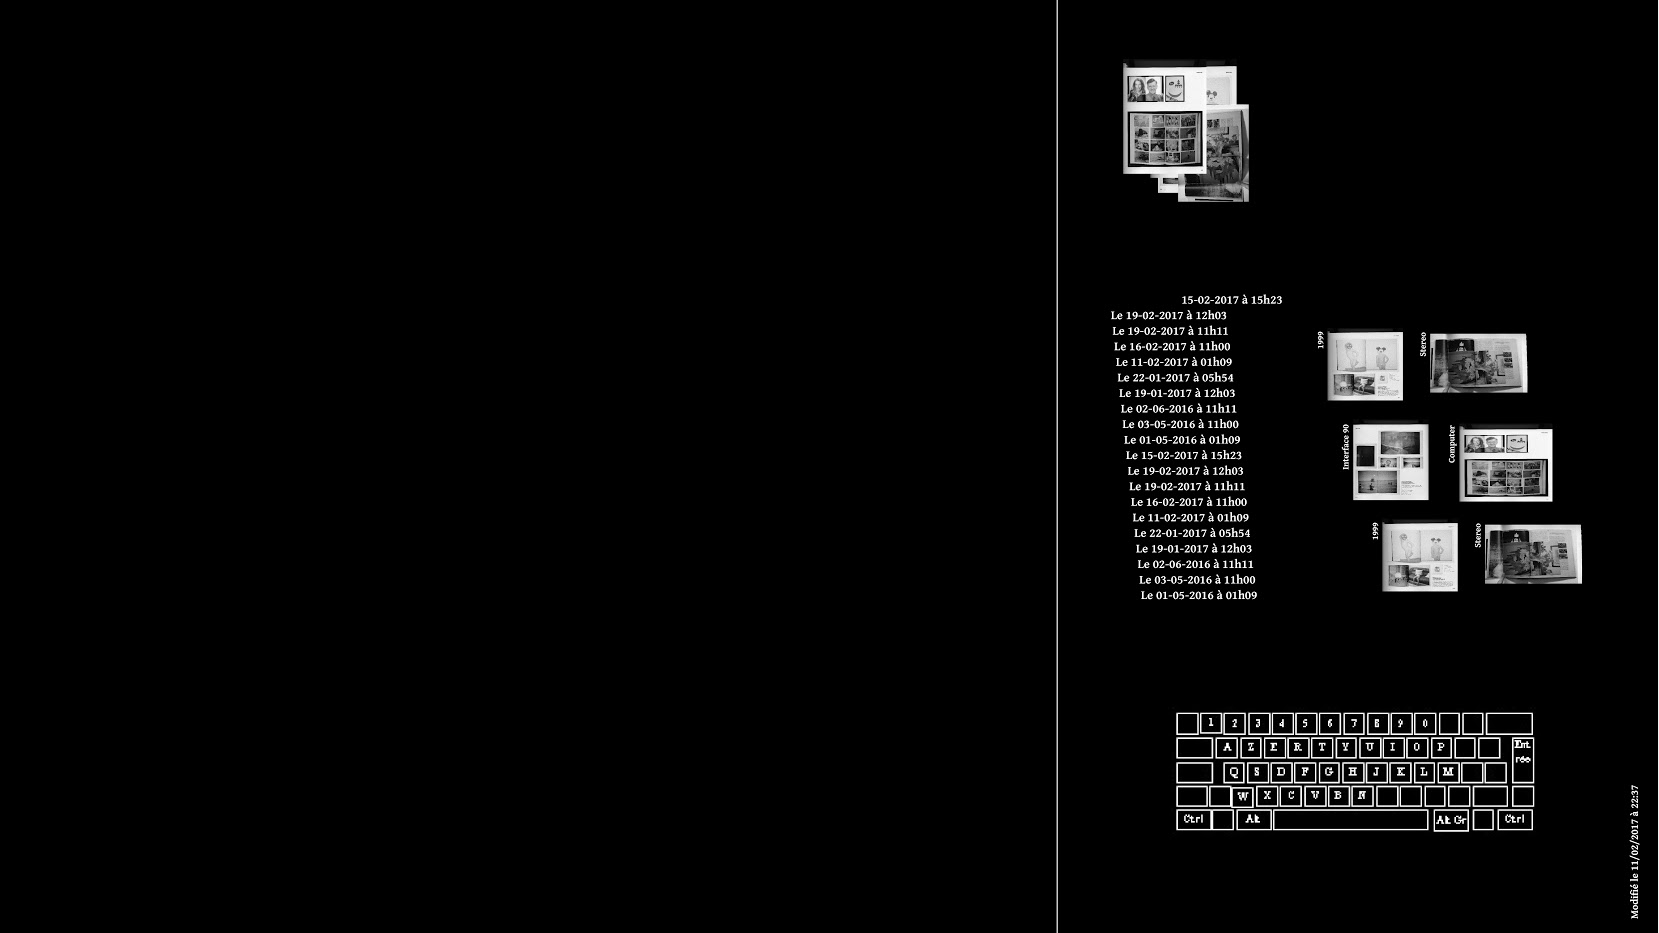 15-02-2017 à 15h23
Le 19-02-2017 à 12h03
Le 19-02-2017 à 11h11
Le 16-02-2017 à 11h00
Le 11-02-2017 à 01h09
Le 22-01-2017 à 05h54
Le 19-01-2017 à 12h03
Le 02-06-2016 à 11h11
Le 03-05-2016 à 11h00
Le 01-05-2016 à 01h09
Le 15-02-2017 à 15h23
Le 19-02-2017 à 12h03
Le 19-02-2017 à 11h11
Le 16-02-2017 à 11h00
Le 11-02-2017 à 01h09
Le 22-01-2017 à 05h54
Le 19-01-2017 à 12h03
Le 02-06-2016 à 11h11
Le 03-05-2016 à 11h00
Le 01-05-2016 à 01h09
1999
Stereo
Interface 90
Computer
1999
Stereo
1 2 3 4 5 6 7 8 9 0
A Z E R T Y U I O P Ent
rée
Q S D F G H J K L M
W X C V B N
Ctrl Alt Alt Gr Ctrl
Modifié le 11/02/2017 à 22:37